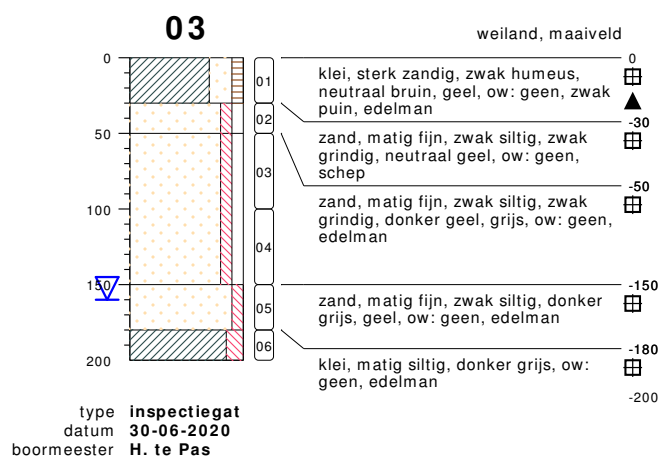 03
weiland, maaiveld
0
50
100
150
200
01
02
03
04
05
06
0
klei, sterk zandig, zwak humeus,
neutraal bruin, geel, ow: geen, zwak
puin, edelman
-30
zand, matig fijn, zwak siltig, zwak
grindig, neutraal geel, ow: geen,
schep
-50
zand, matig fijn, zwak siltig, zwak
grindig, donker geel, grijs, ow: geen,
edelman
-150
zand, matig fijn, zwak siltig, donker
grijs, geel, ow: geen, edelman
-180
klei, matig siltig, donker grijs, ow:
geen, edelman
-200
type inspectiegat
datum 30-06-2020
boormeester H. te Pas